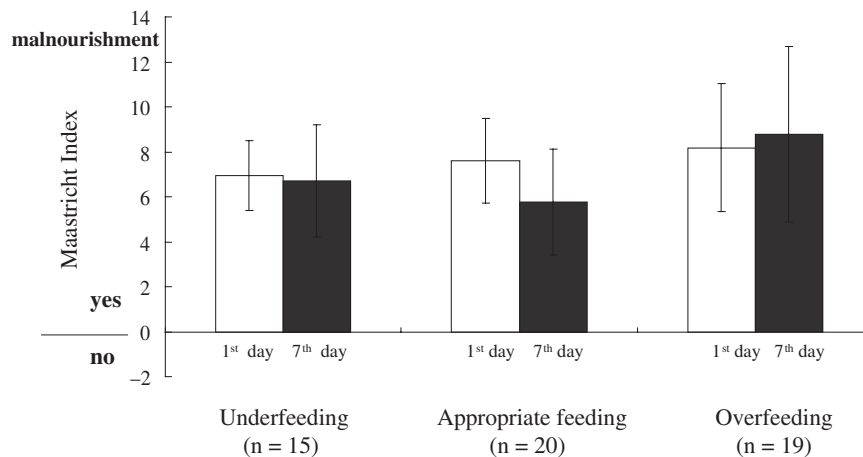 malnourishment
Maastricht Index
14
12
10
8
6
4
2
0
–2
yes
no
1st day 7th day
1st day 7th day
1st day 7th day
Underfeeding
(n = 15)
Appropriate feeding
(n = 20)
Overfeeding
(n = 19)